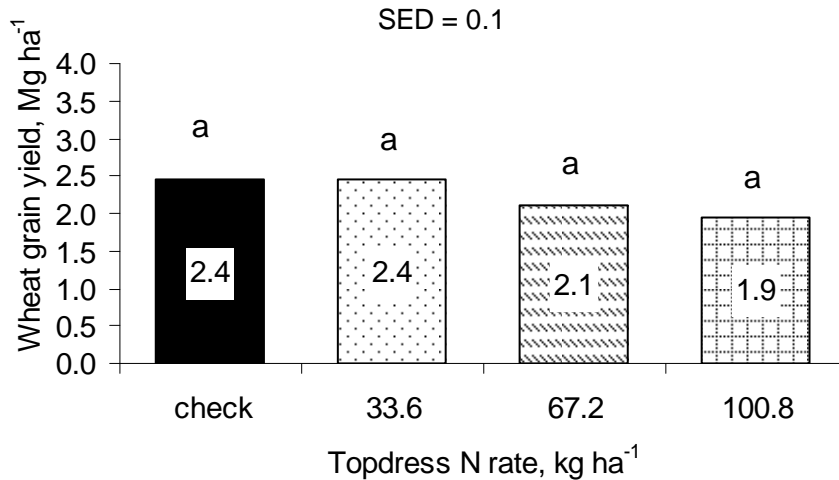 SED = 0.1
Wheat grain yield, Mg ha⁻¹
4.0
3.5
3.0
2.5
2.0
1.5
1.0
0.5
0.0
a
a
a
a
2.4
2.4
2.1
1.9
check
33.6
67.2
100.8
Topdress N rate, kg ha⁻¹